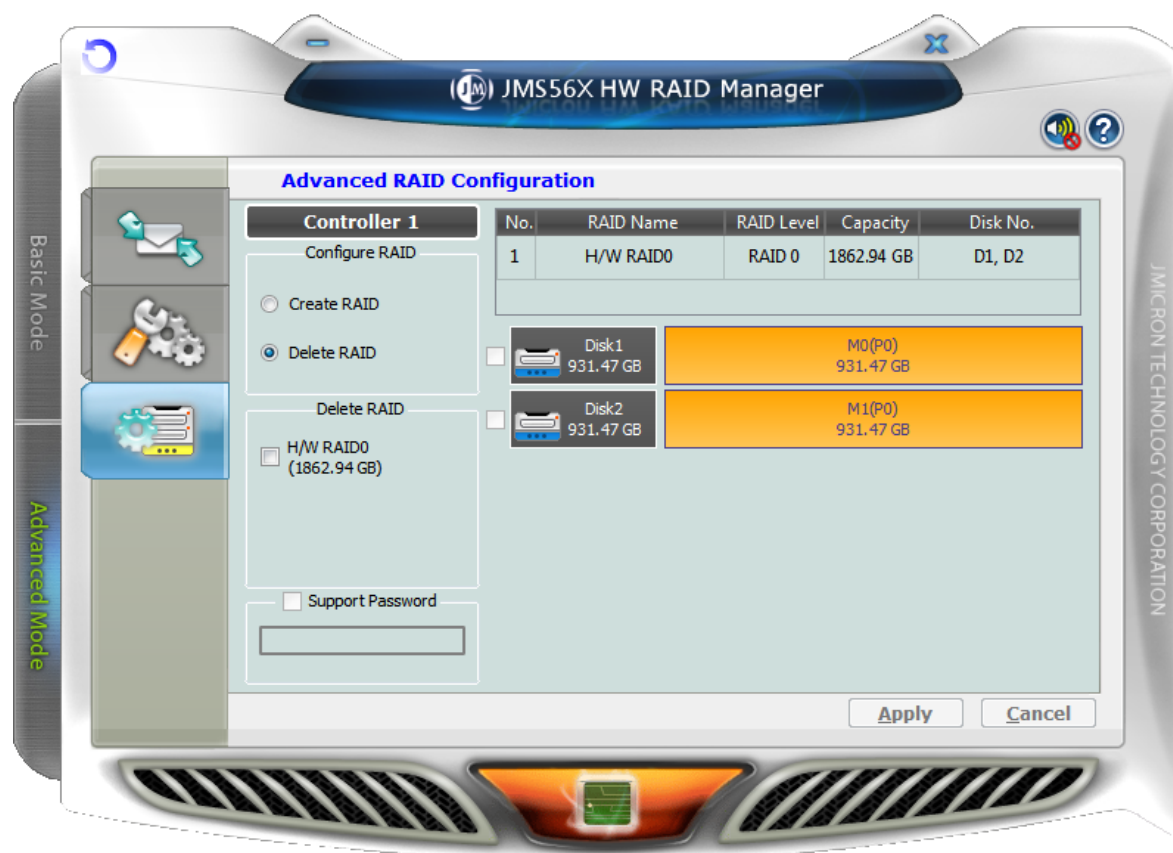 JM JMS56X HW RAID Manager
Advanced RAID Configuration
Basic Mode
Advanced Mode
Controller 1
Configure RAID
Create RAID
Delete RAID
Delete RAID
H/W RAID0
(1862.94 GB)
Support Password
No. RAID Name RAID Level Capacity Disk No.
1 H/W RAID0 RAID 0 1862.94 GB D1, D2
Disk1
931.47 GB
M0(P0)
931.47 GB
Disk2
931.47 GB
M1(P0)
931.47 GB
Apply Cancel
JMICRON TECHNOLOGY CORPORATION